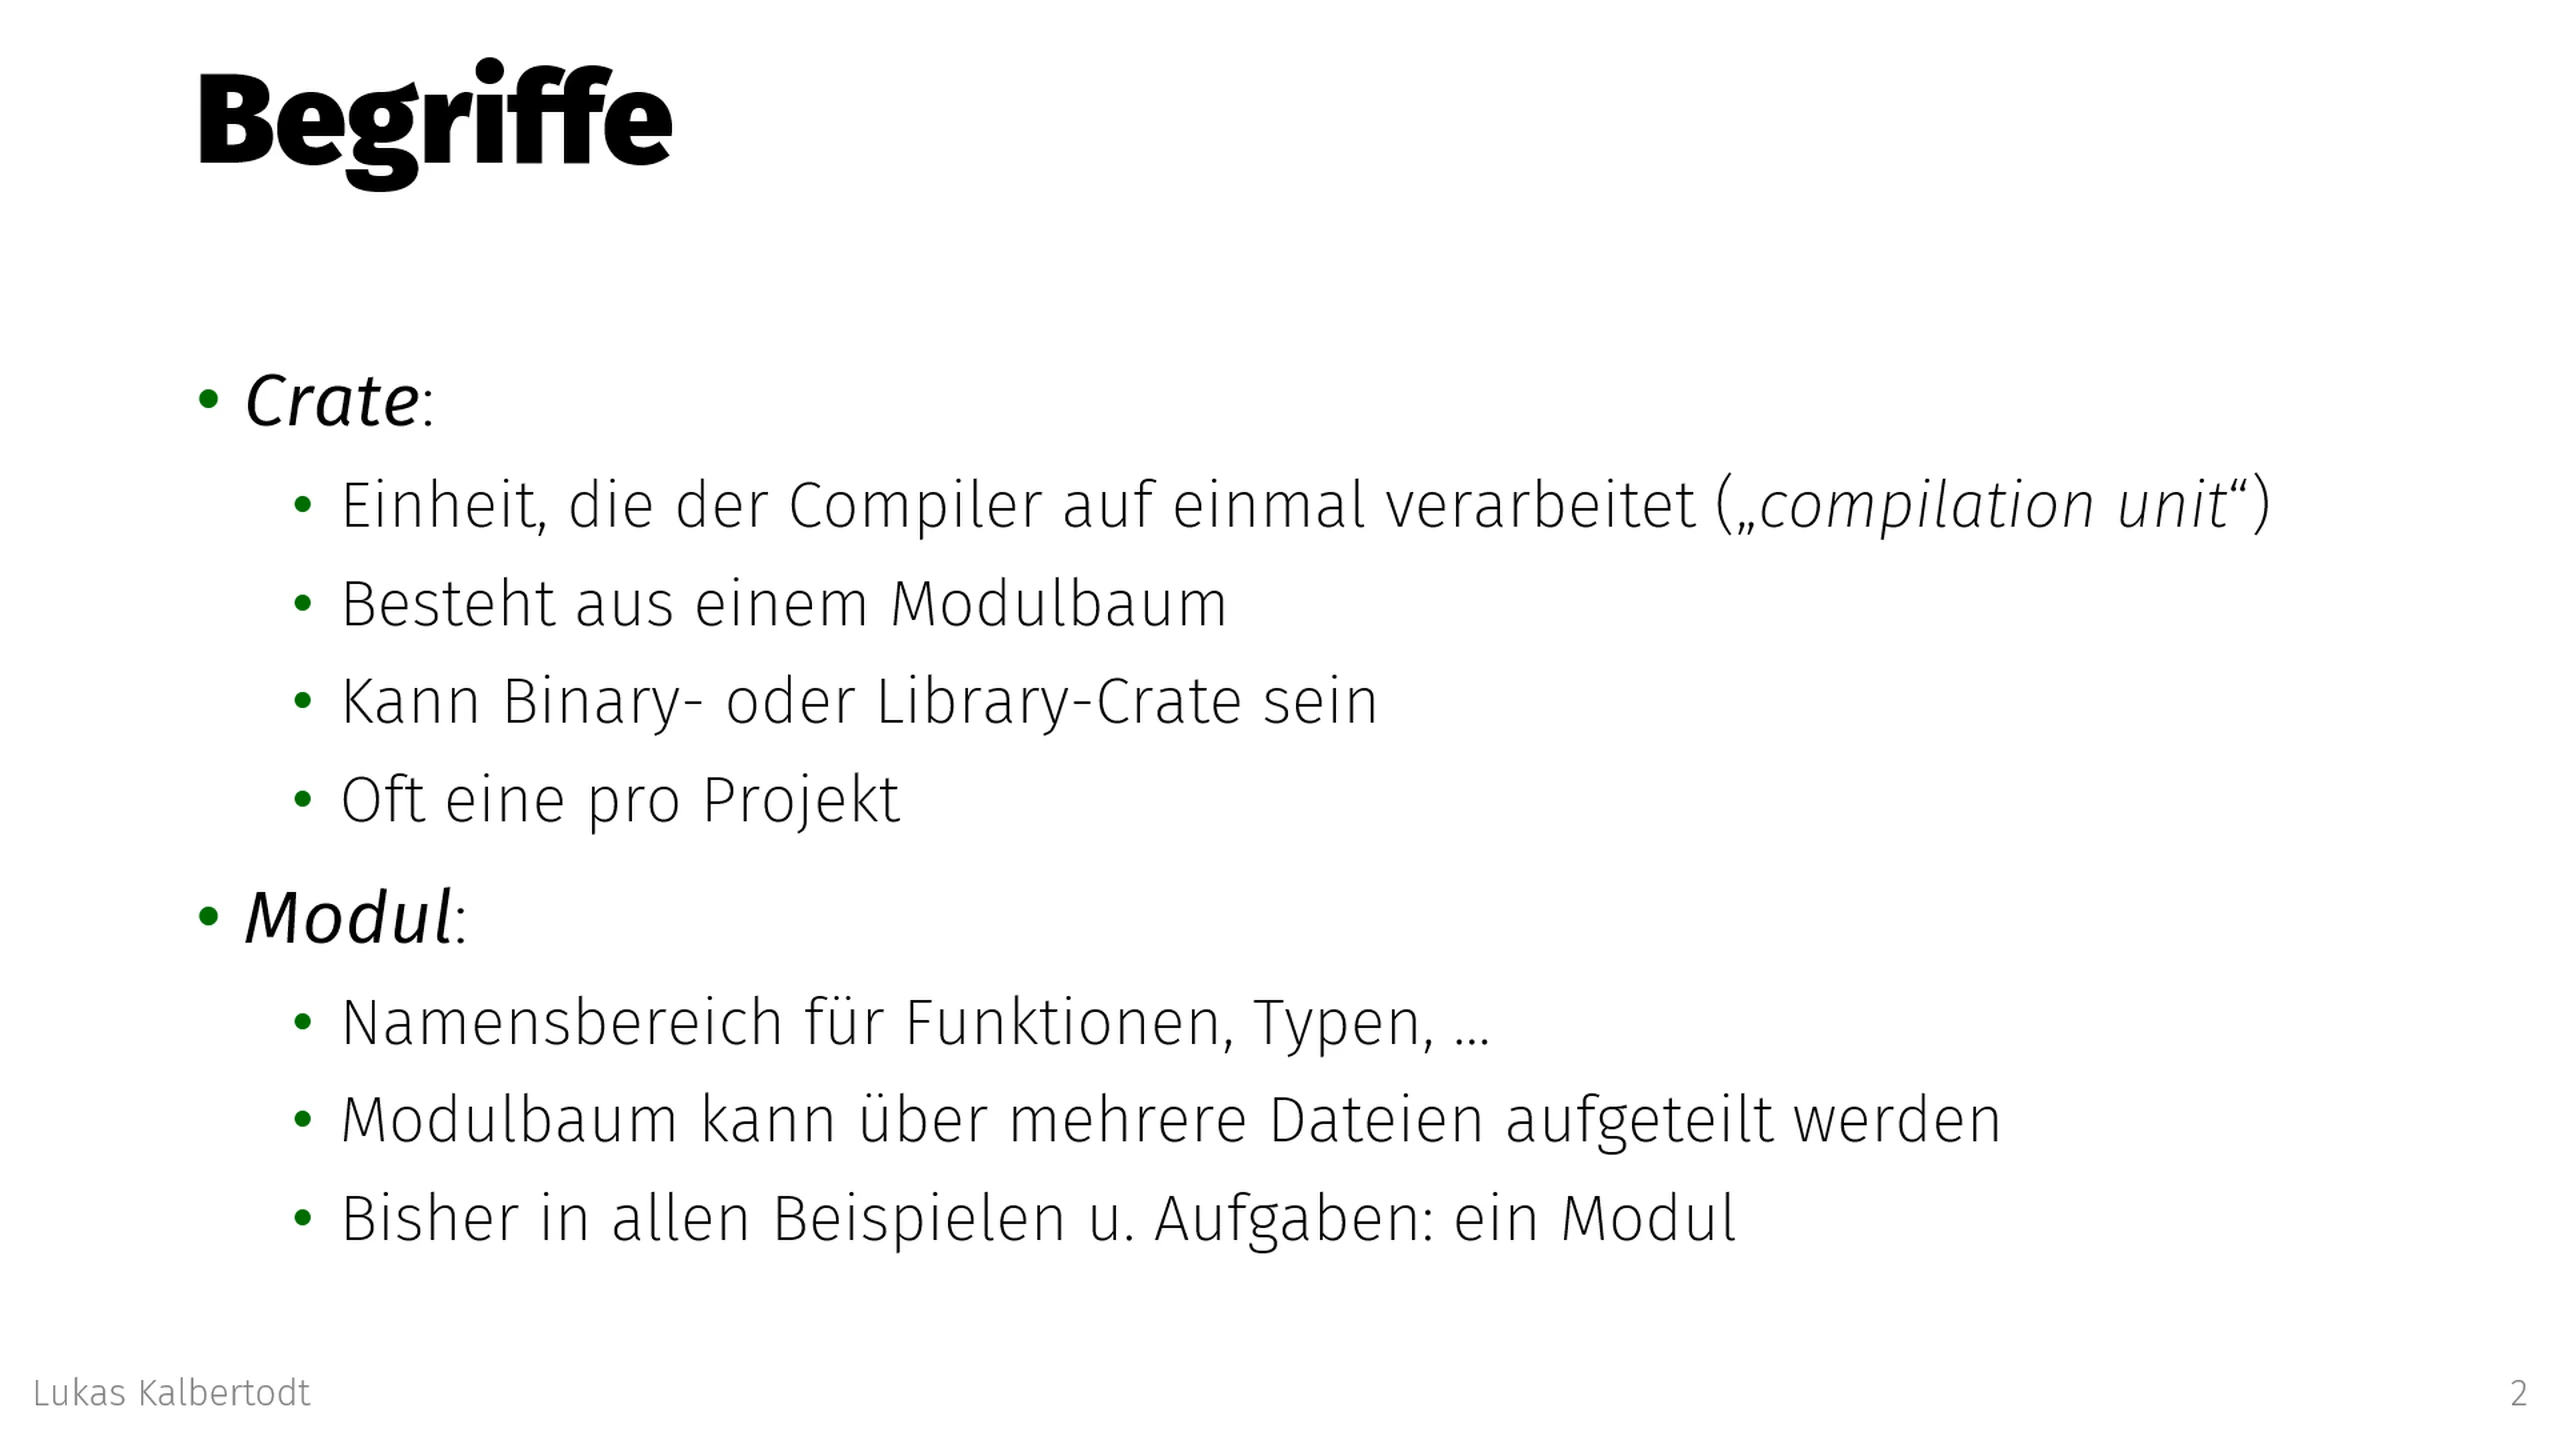 Begriffe
• Crate:
• Einheit, die der Compiler auf einmal verarbeitet („compilation unit“)
• Besteht aus einem Modulbaum
• Kann Binary- oder Library-Crate sein
• Oft eine pro Projekt
• Modul:
• Namensbereich für Funktionen, Typen, …
• Modulbaum kann über mehrere Dateien aufgeteilt werden
• Bisher in allen Beispielen u. Aufgaben: ein Modul
Lukas Kalbertodt
2